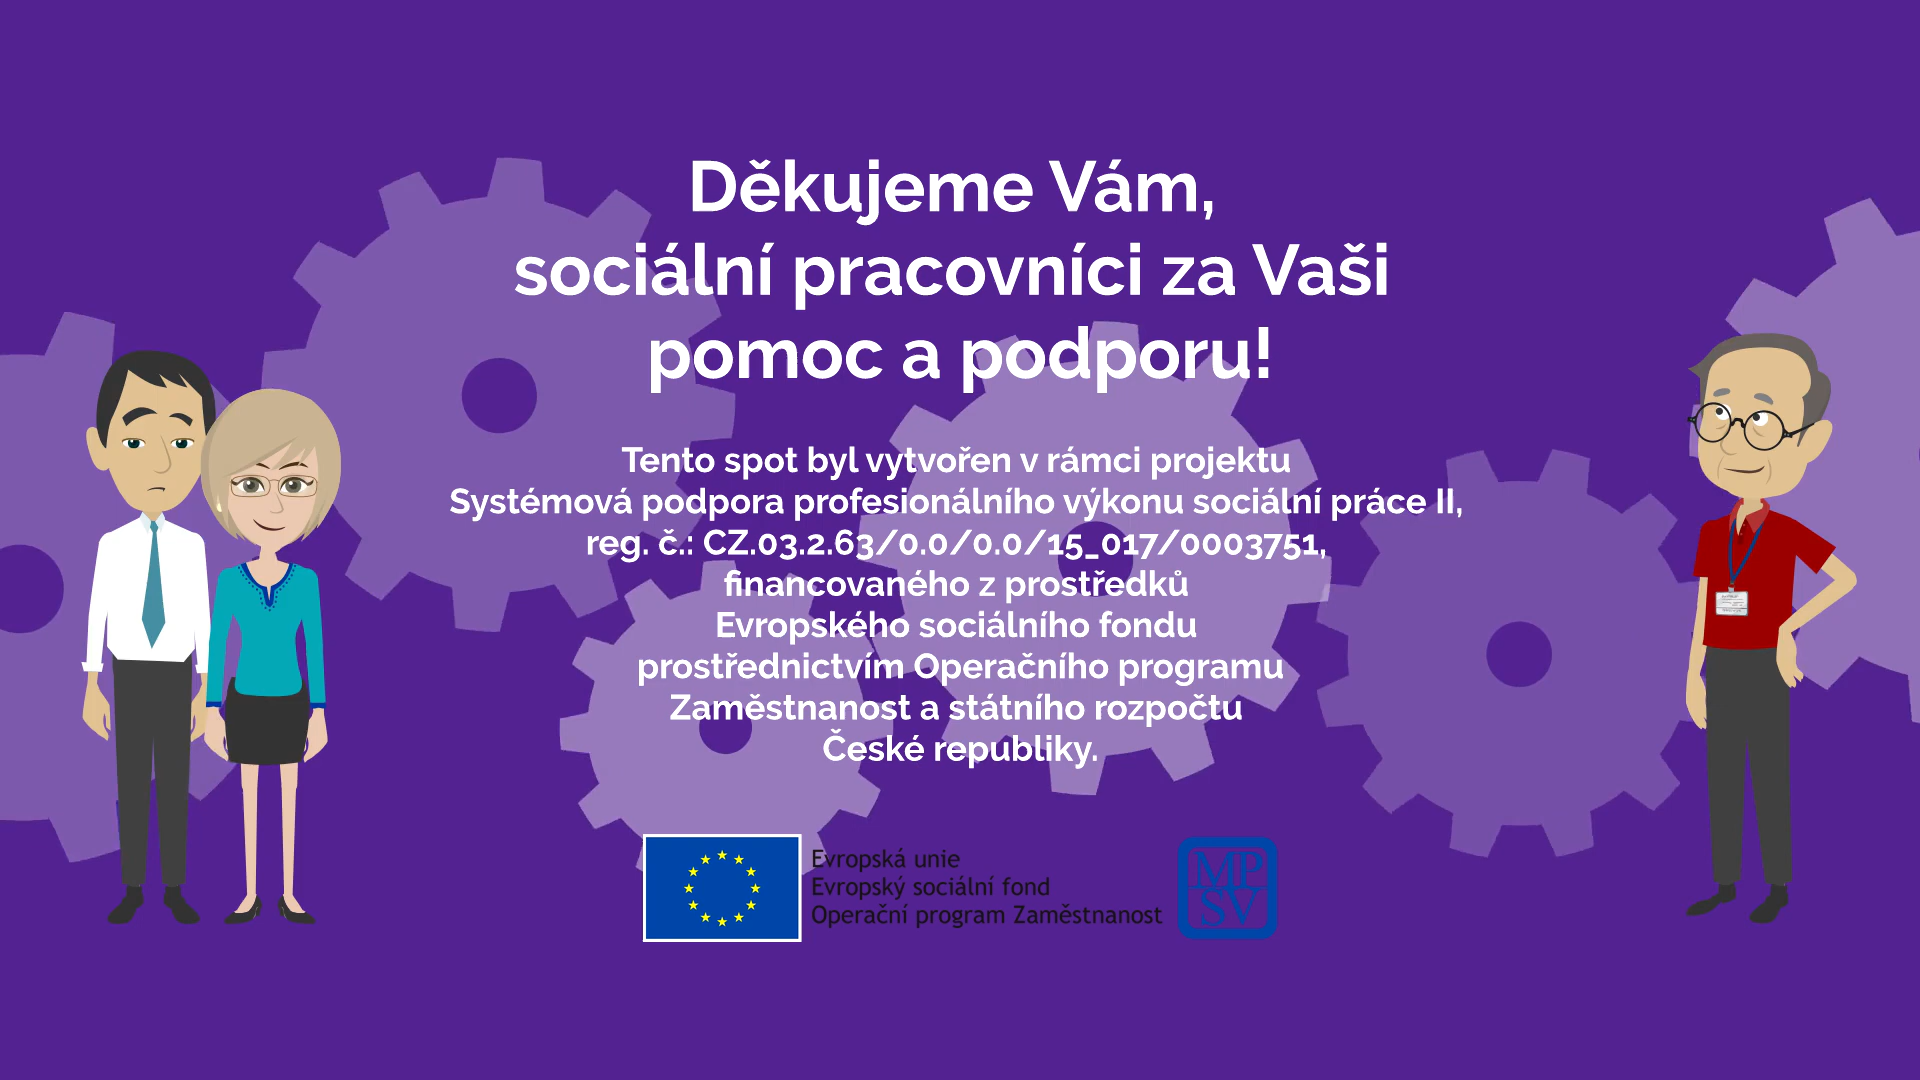 Děkujeme Vám,
sociální pracovníci za Vaši
pomoc a podporu!
Tento spot byl vytvořen v rámci projektu
Systémová podpora profesionálního výkonu sociální práce II,
reg. č.: CZ.03.2.63/0.0/0.0/15_017/0003751,
financovaného z prostředků
Evropského sociálního fondu
prostřednictvím Operačního programu
Zaměstnanost a státního rozpočtu
České republiky.
Evropská unie
Evropský sociální fond
Operační program Zaměstnanost
MP
SV